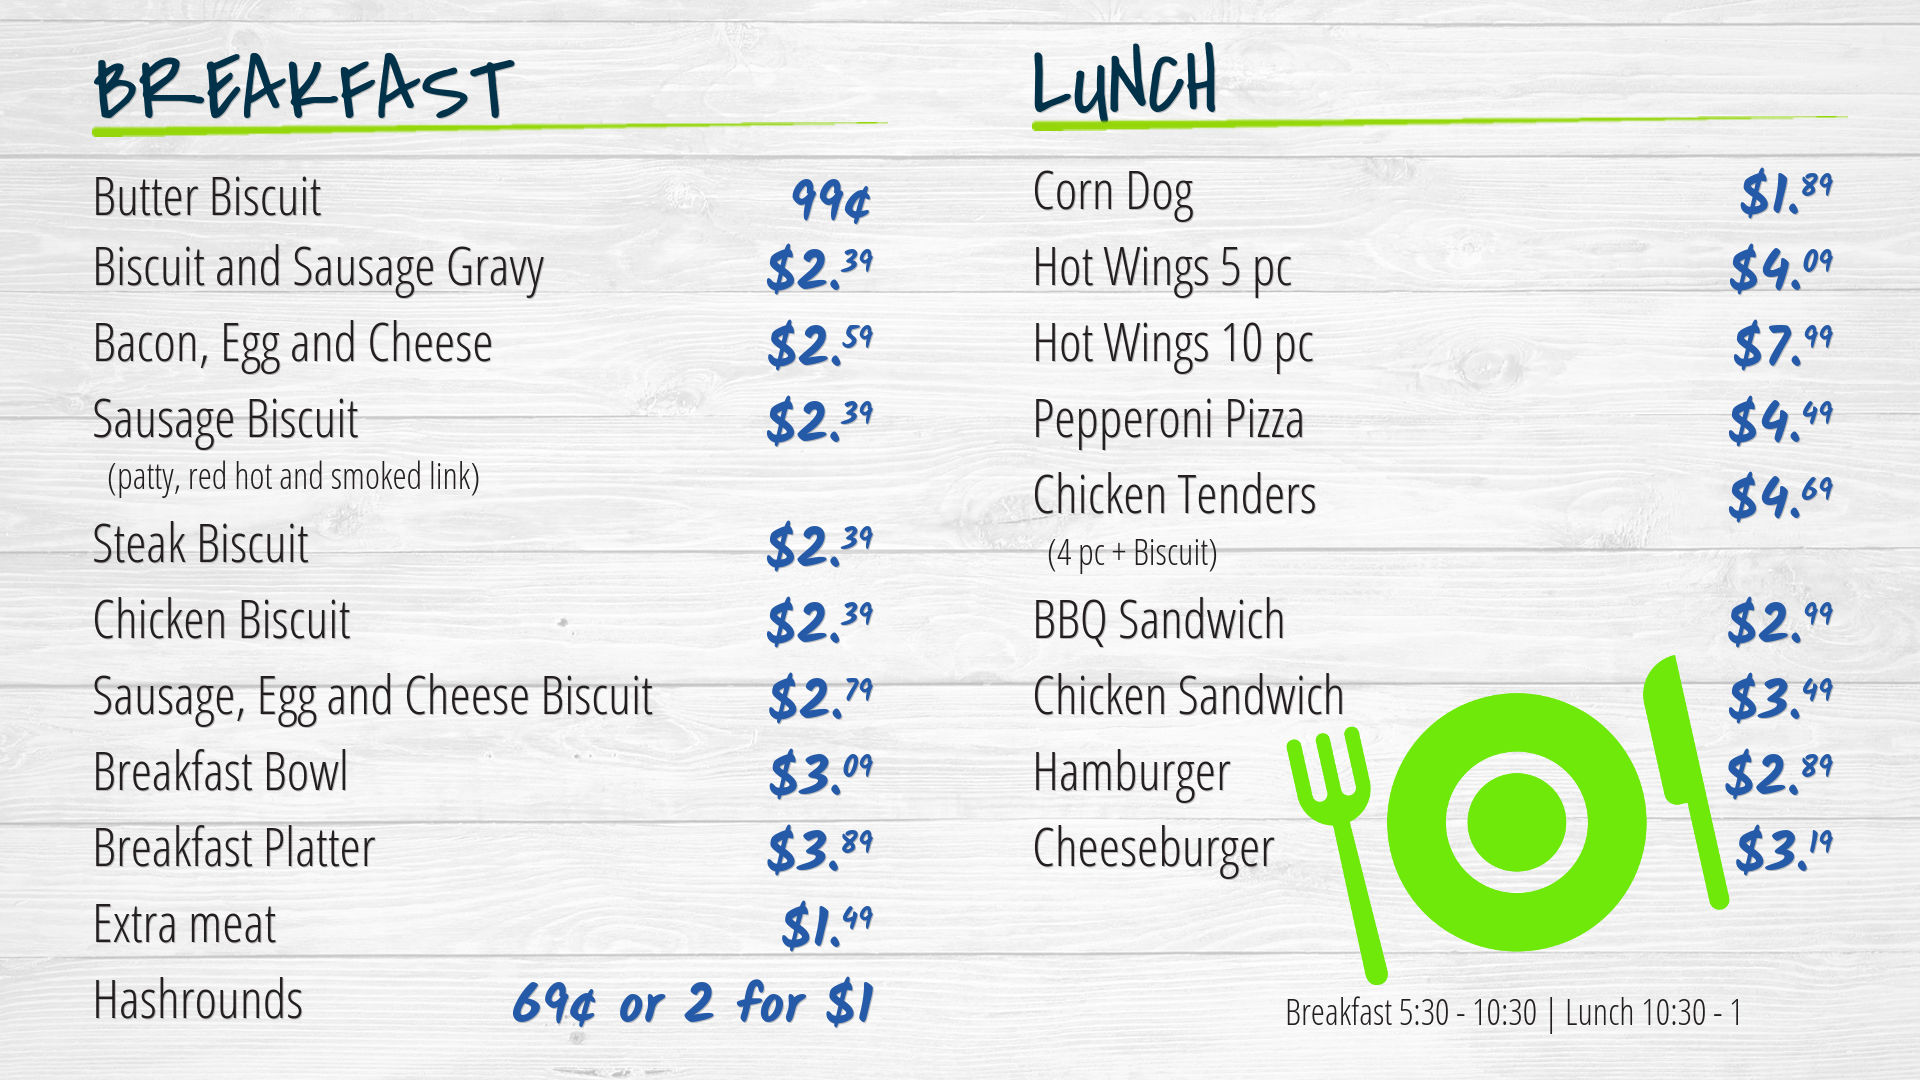 BREAKFAST
Butter Biscuit 99¢
Biscuit and Sausage Gravy $2.39
Bacon, Egg and Cheese $2.59
Sausage Biscuit $2.39
(patty, red hot and smoked link)
Steak Biscuit $2.39
Chicken Biscuit $2.39
Sausage, Egg and Cheese Biscuit $2.79
Breakfast Bowl $3.09
Breakfast Platter $3.89
Extra meat $1.49
Hashrounds 69¢ or 2 for $1
LUNCH
Corn Dog $1.89
Hot Wings 5 pc $4.09
Hot Wings 10 pc $7.99
Pepperoni Pizza $4.49
Chicken Tenders $4.69
(4 pc + Biscuit)
BBQ Sandwich $2.99
Chicken Sandwich $3.49
Hamburger $2.89
Cheeseburger $3.19
Breakfast 5:30 - 10:30 | Lunch 10:30 - 1